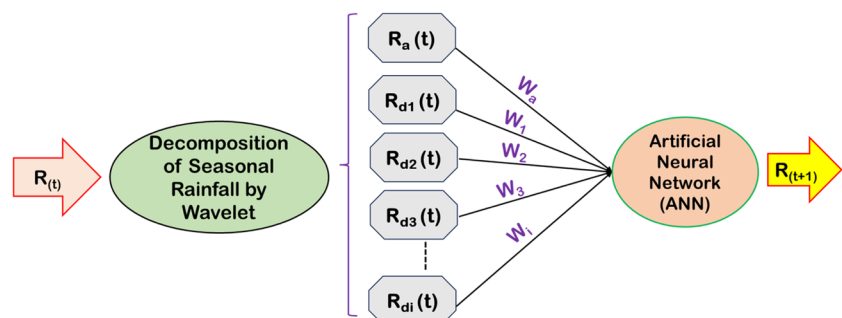 R(t)
Decomposition
of Seasonal
Rainfall by
Wavelet
Ra (t)
Rd1 (t)
Rd2 (t)
Rd3 (t)
Rdi (t)
Wa
W1
W2
W3
Wi
Artificial
Neural
Network
(ANN)
R(t+1)